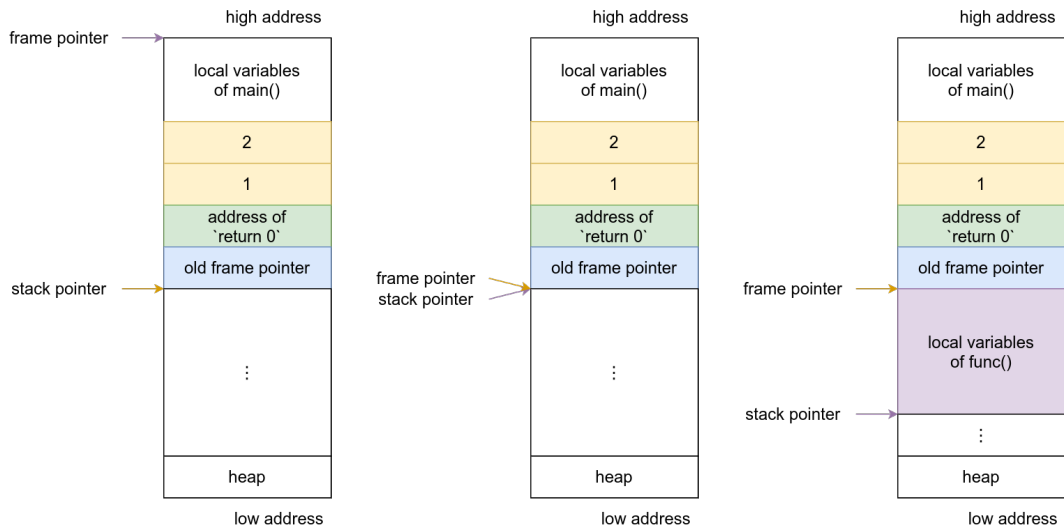 high address
frame pointer
local variables
of main()
2
1
address of
`return 0`
old frame pointer
stack pointer
⋮
heap
low address
high address
local variables
of main()
2
1
address of
`return 0`
old frame pointer
frame pointer
stack pointer
⋮
heap
low address
high address
local variables
of main()
2
1
address of
`return 0`
old frame pointer
frame pointer
local variables
of func()
stack pointer
⋮
heap
low address